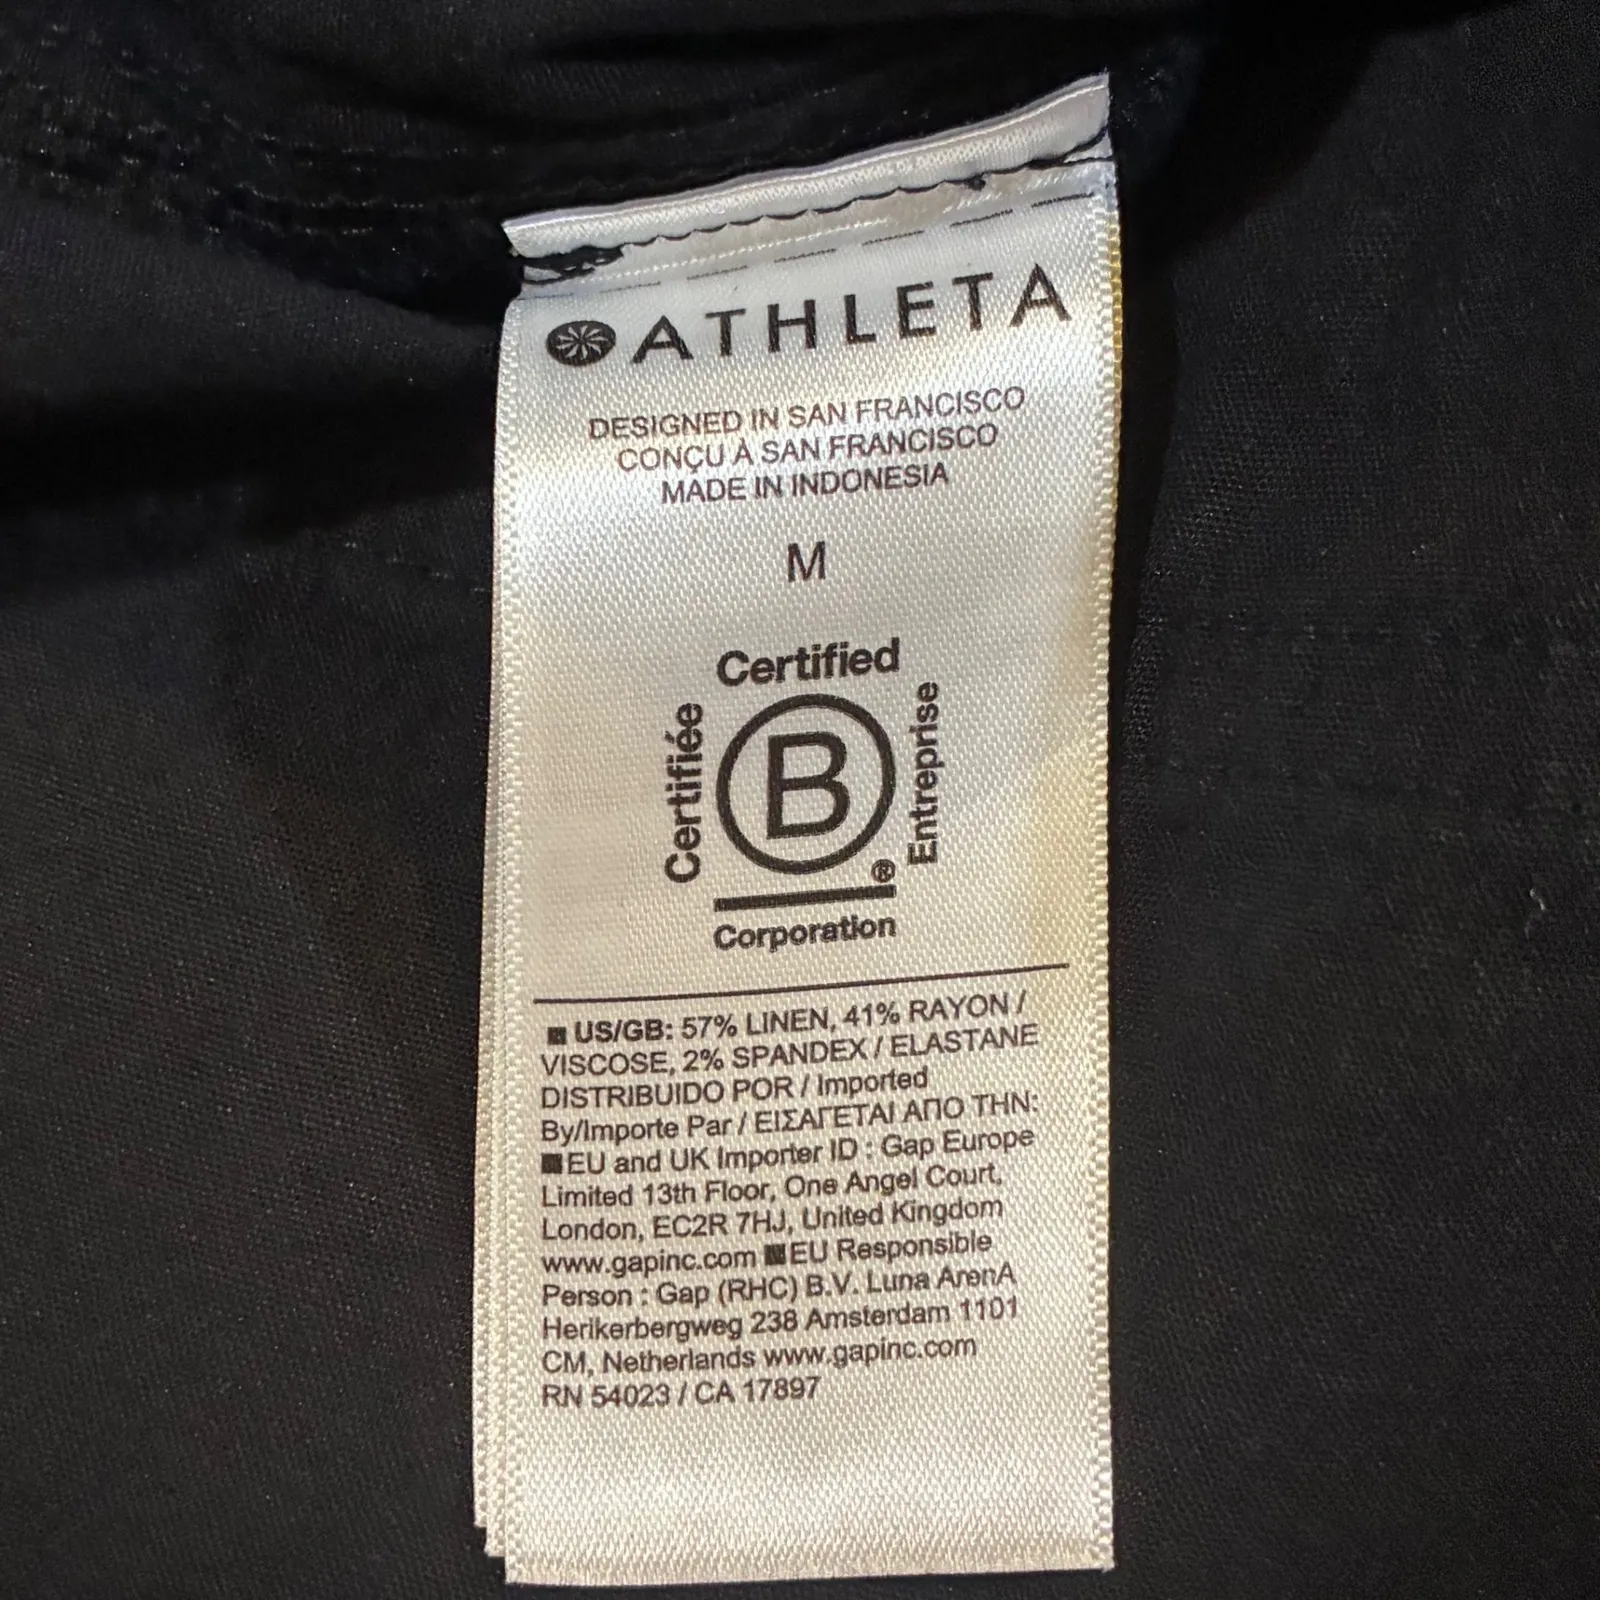 ATHLETA
DESIGNED IN SAN FRANCISCO
CONÇU À SAN FRANCISCO
MADE IN INDONESIA
M
Certified
Certifiée
B
Entreprise
®
Corporation
■ US/GB: 57% LINEN, 41% RAYON /
VISCOSE, 2% SPANDEX / ELASTANE
DISTRIBUIDO POR / Imported
By/Importe Par / ΕΙΣΑΓΕΤΑΙ ΑΠΟ ΤΗΝ:
■EU and UK Importer ID : Gap Europe
Limited 13th Floor, One Angel Court,
London, EC2R 7HJ, United Kingdom
www.gapinc.com ■EU Responsible
Person : Gap (RHC) B.V. Luna ArenA
Herikerbergweg 238 Amsterdam 1101
CM, Netherlands www.gapinc.com
RN 54023 / CA 17897